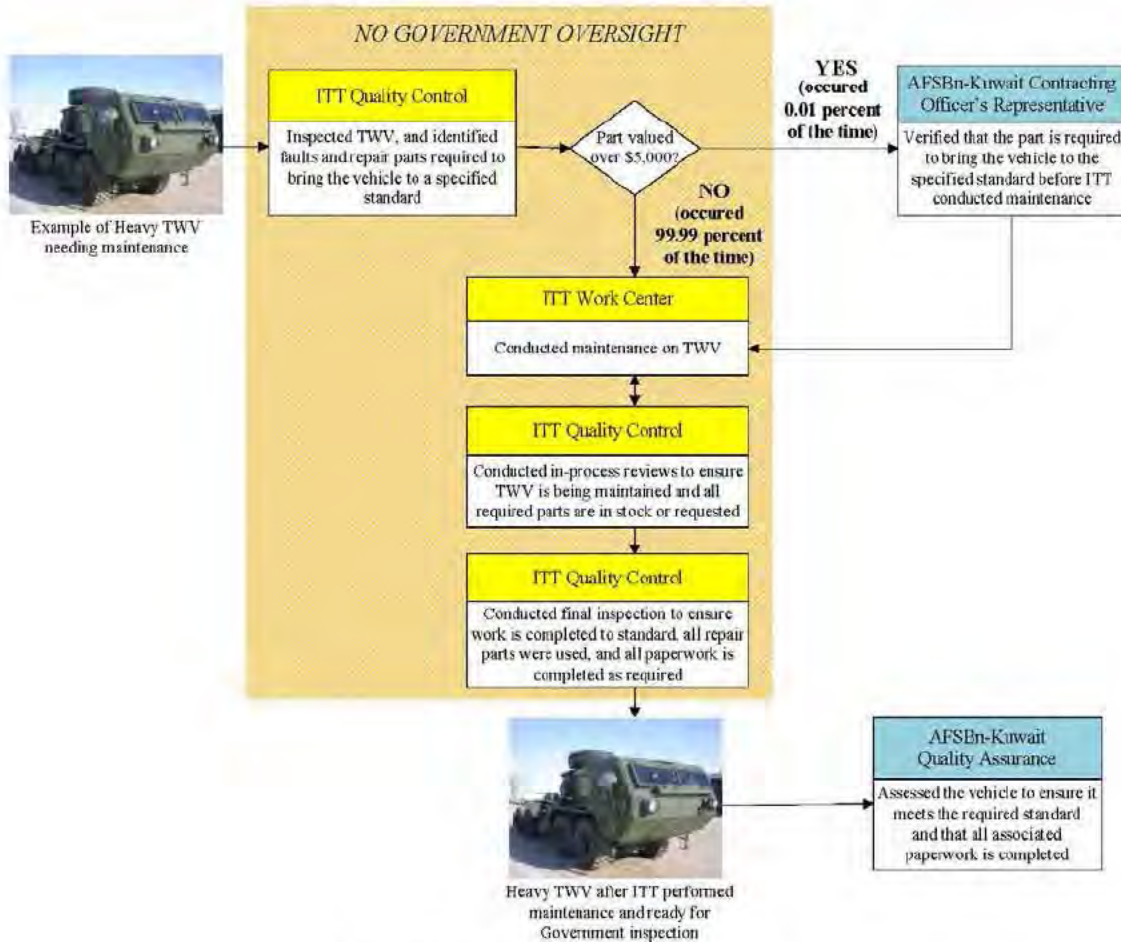 NO GOVERNMENT OVERSIGHT
Example of Heavy TWV
needing maintenance
ITT Quality Control
Inspected TWV, and identified
faults and repair parts required to
bring the vehicle to a specified
standard
Part valued
over $5,000?
YES
(occured
0.01 percent
of the time)
AFSBn-Kuwait Contracting
Officer's Representative
Verified that the part is required
to bring the vehicle to the
specified standard before ITT
conducted maintenance
NO
(occured
99.99 percent
of the time)
ITT Work Center
Conducted maintenance on TWV
ITT Quality Control
Conducted in-process reviews to ensure
TWV is being maintained and all
required parts are in stock or requested
ITT Quality Control
Conducted final inspection to ensure
work is completed to standard, all repair
parts were used, and all paperwork is
completed as required
Heavy TWV after ITT performed
maintenance and ready for
Government inspection
AFSBn-Kuwait
Quality Assurance
Assessed the vehicle to ensure it
meets the required standard
and that all associated
paperwork is completed